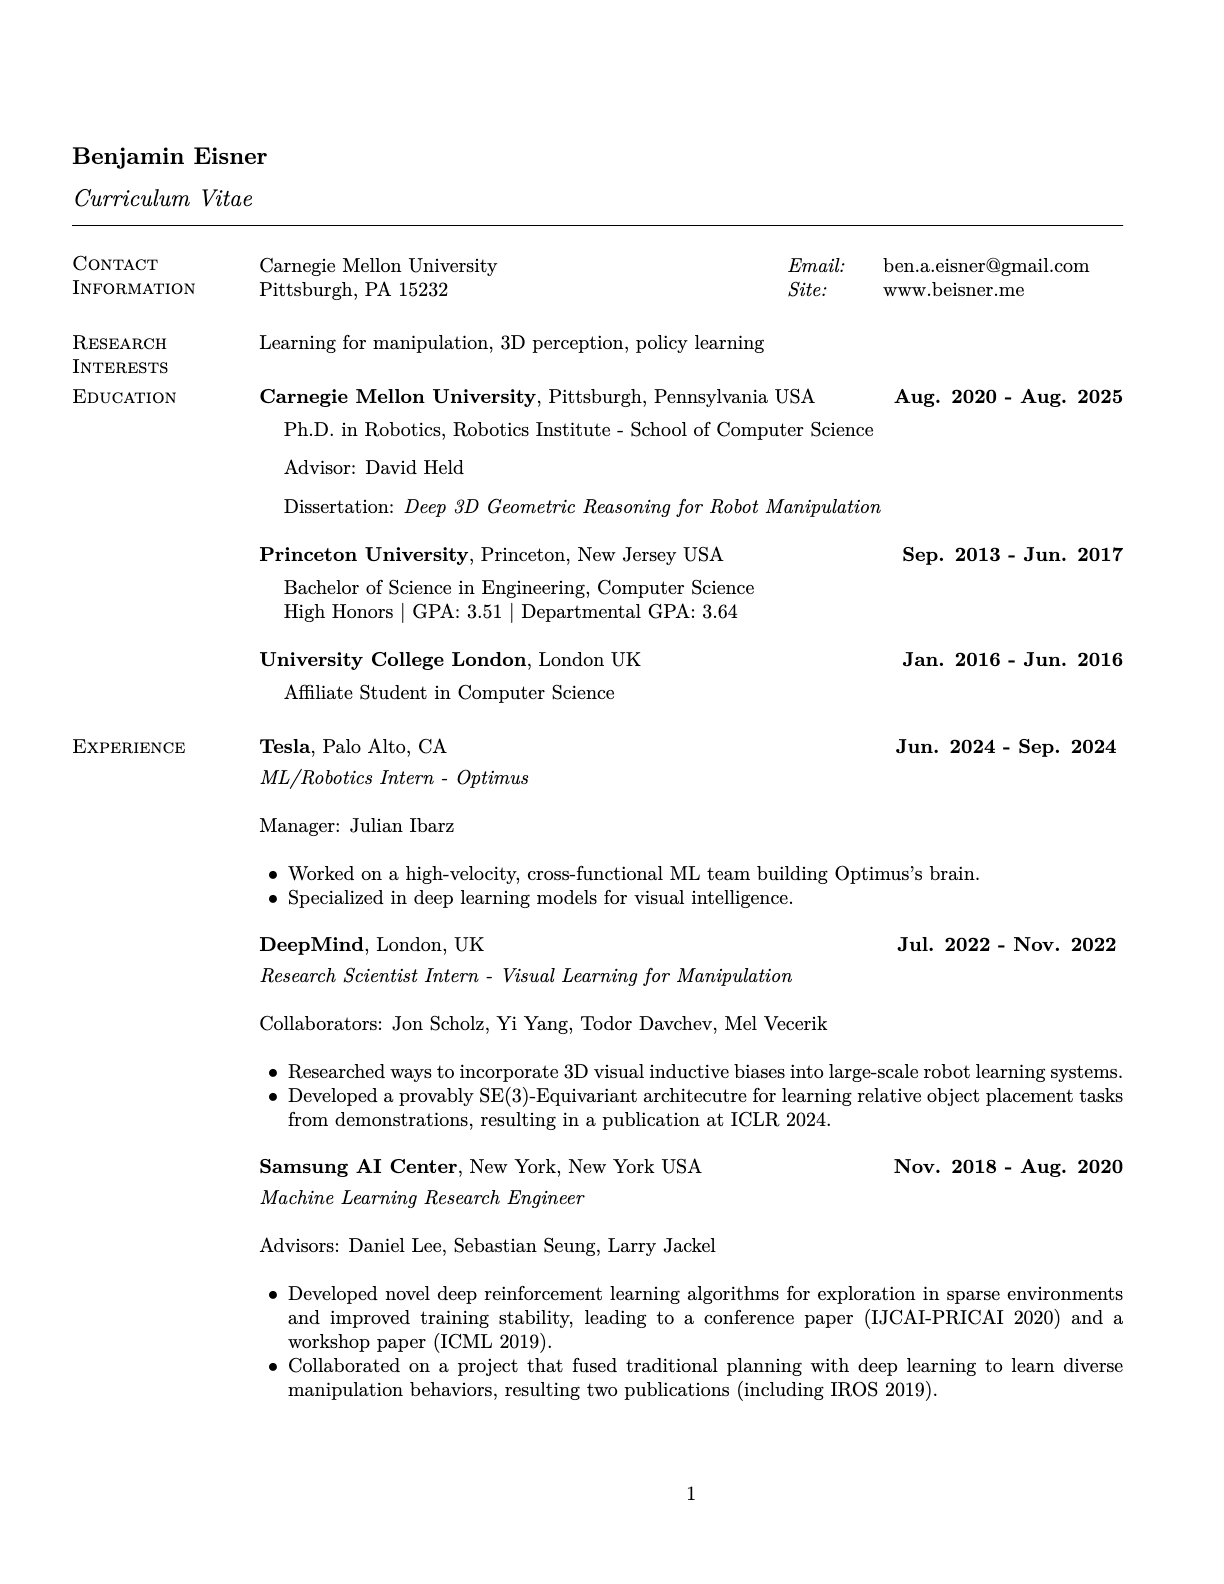 Benjamin Eisner
Curriculum Vitae
Contact Information
Carnegie Mellon University
Pittsburgh, PA 15232
Email: ben.a.eisner@gmail.com
Site: www.beisner.me
Research Interests
Learning for manipulation, 3D perception, policy learning
Education
Carnegie Mellon University, Pittsburgh, Pennsylvania USA Aug. 2020 - Aug. 2025
Ph.D. in Robotics, Robotics Institute - School of Computer Science
Advisor: David Held
Dissertation: Deep 3D Geometric Reasoning for Robot Manipulation
Princeton University, Princeton, New Jersey USA Sep. 2013 - Jun. 2017
Bachelor of Science in Engineering, Computer Science
High Honors | GPA: 3.51 | Departmental GPA: 3.64
University College London, London UK Jan. 2016 - Jun. 2016
Affiliate Student in Computer Science
Experience
Tesla, Palo Alto, CA Jun. 2024 - Sep. 2024
ML/Robotics Intern - Optimus
Manager: Julian Ibarz
• Worked on a high-velocity, cross-functional ML team building Optimus's brain.
• Specialized in deep learning models for visual intelligence.
DeepMind, London, UK Jul. 2022 - Nov. 2022
Research Scientist Intern - Visual Learning for Manipulation
Collaborators: Jon Scholz, Yi Yang, Todor Davchev, Mel Vecerik
• Researched ways to incorporate 3D visual inductive biases into large-scale robot learning systems.
• Developed a provably SE(3)-Equivariant architecutre for learning relative object placement tasks
from demonstrations, resulting in a publication at ICLR 2024.
Samsung AI Center, New York, New York USA Nov. 2018 - Aug. 2020
Machine Learning Research Engineer
Advisors: Daniel Lee, Sebastian Seung, Larry Jackel
• Developed novel deep reinforcement learning algorithms for exploration in sparse environments
and improved training stability, leading to a conference paper (IJCAI-PRICAI 2020) and a
workshop paper (ICML 2019).
• Collaborated on a project that fused traditional planning with deep learning to learn diverse
manipulation behaviors, resulting two publications (including IROS 2019).
1